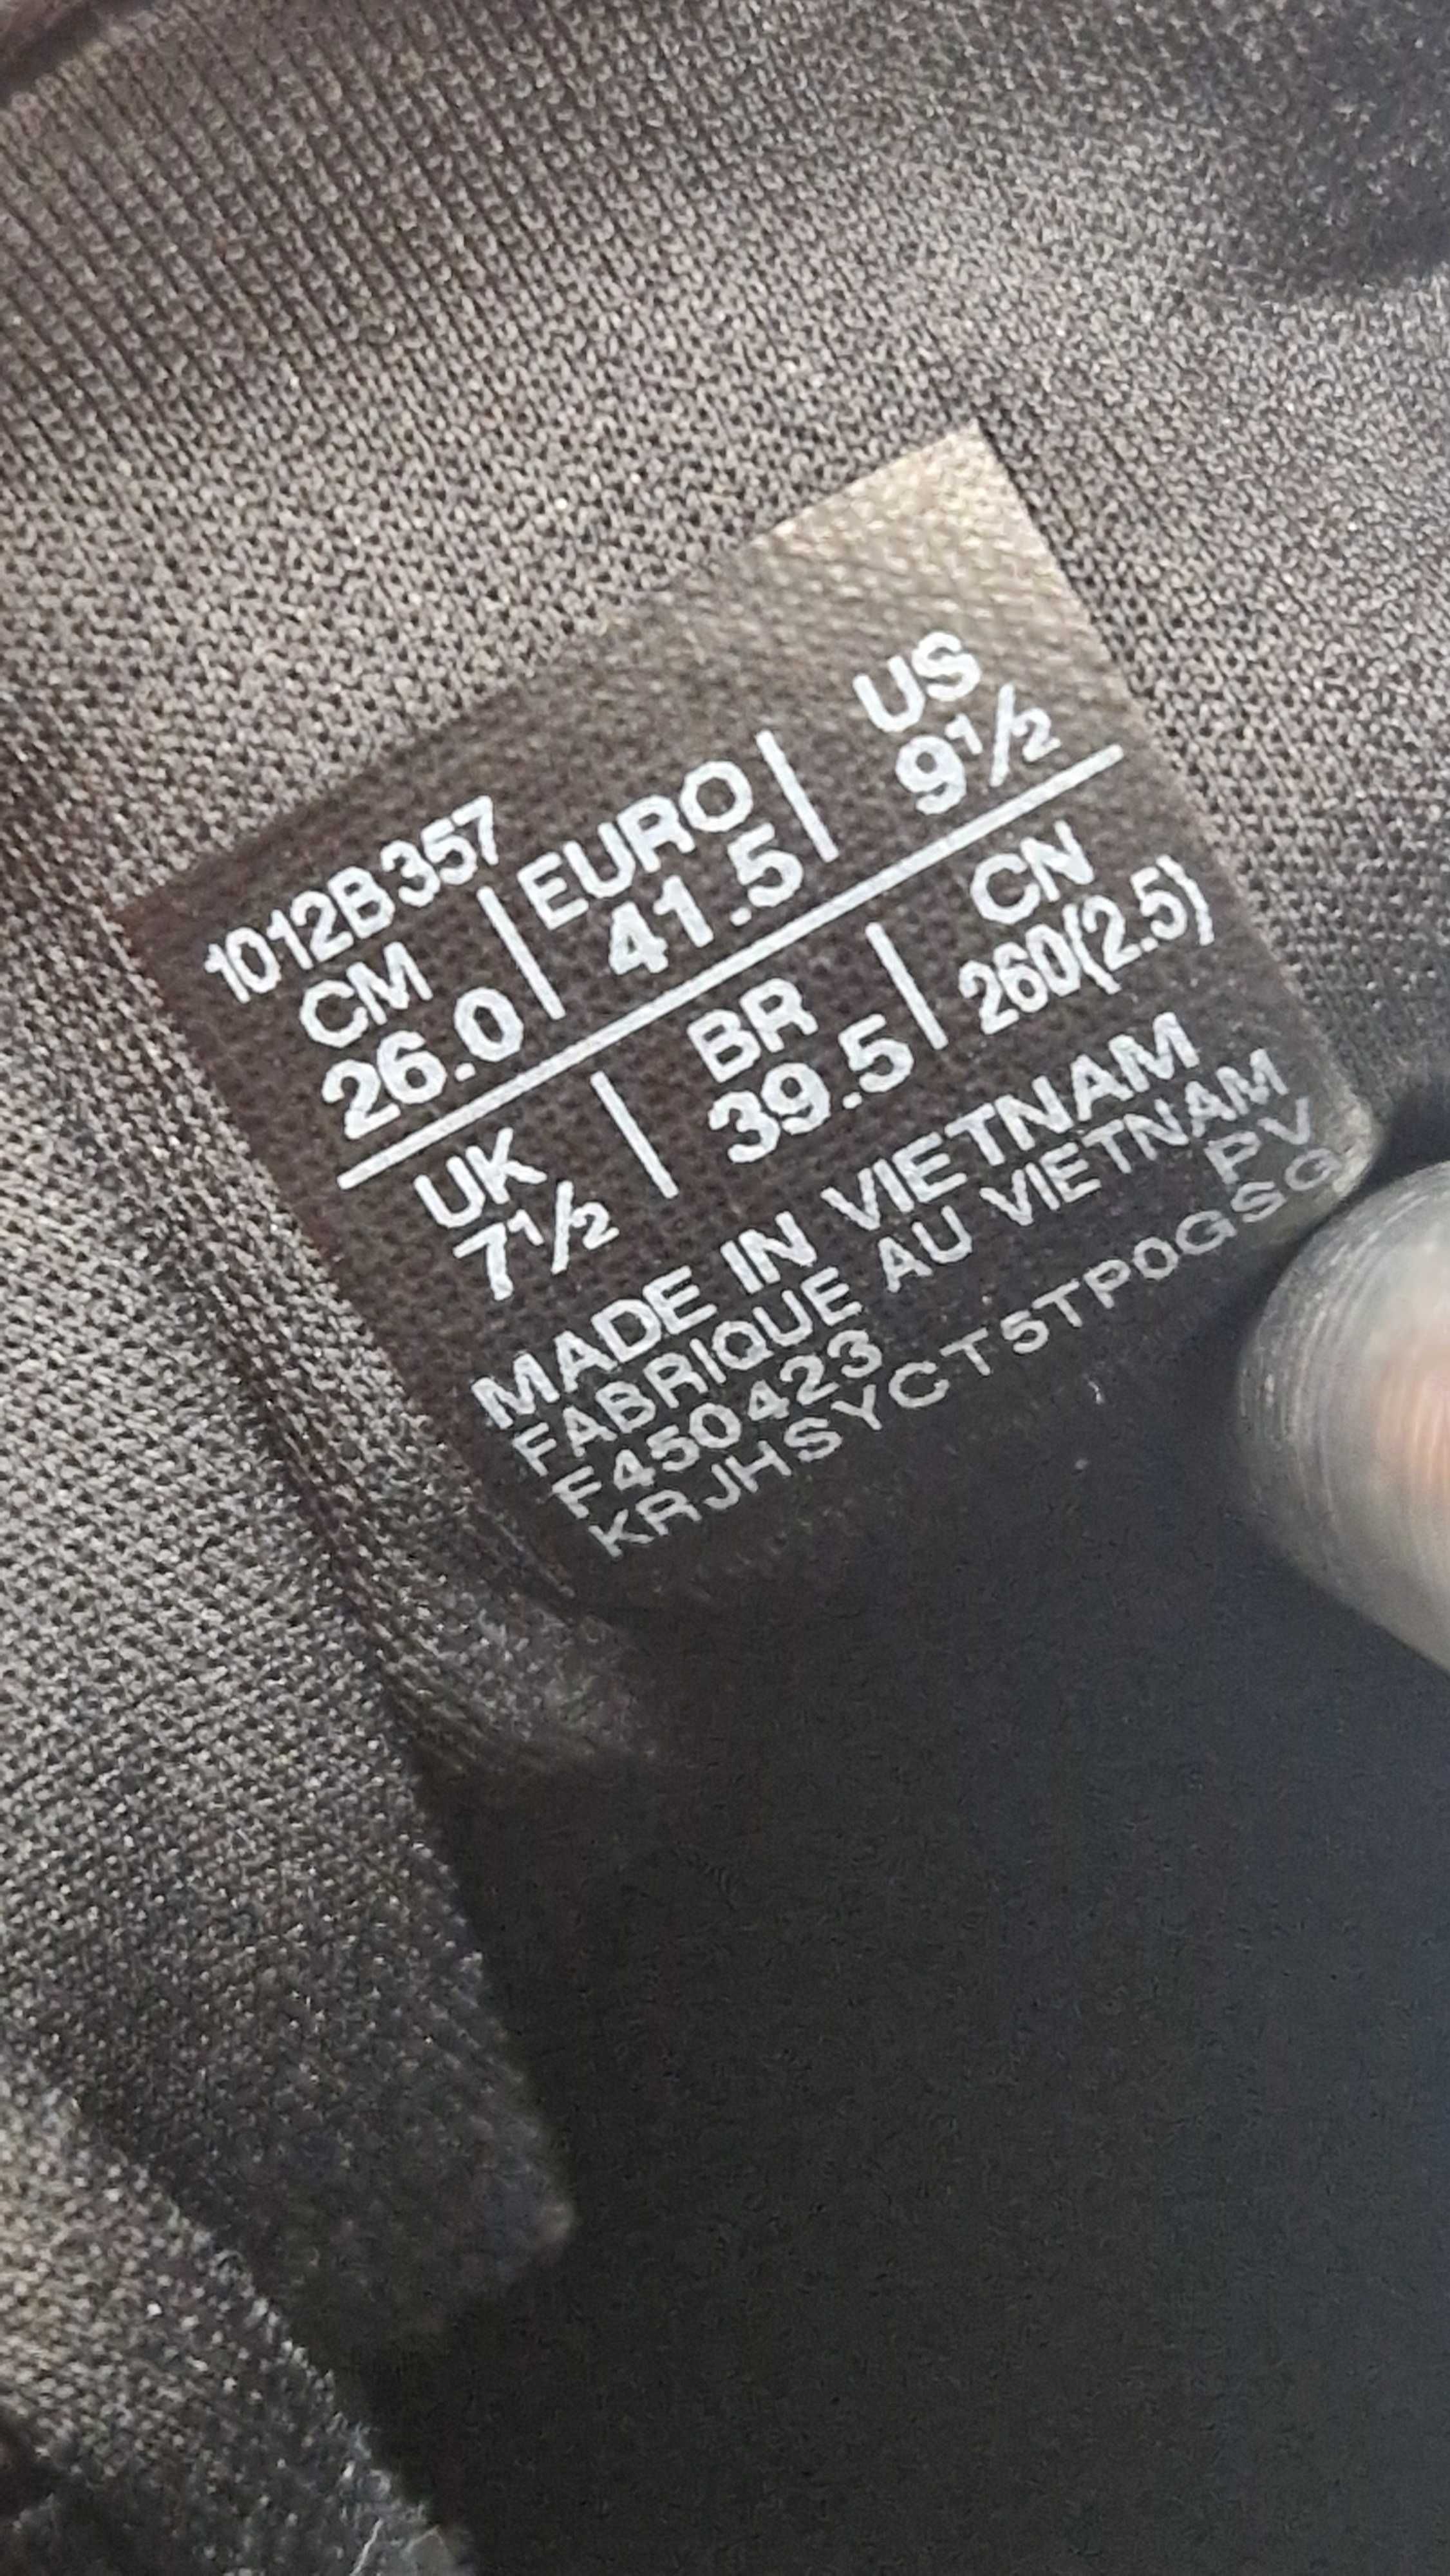 1012B357
CM | EURO | US
26.0 | 41.5 | 9½
UK | BR | CN
7½ | 39.5 | 260(2.5)
MADE IN VIETNAM
FABRIQUE AU VIETNAM
F450423 PV
KRJHSYCT5TP0GSG